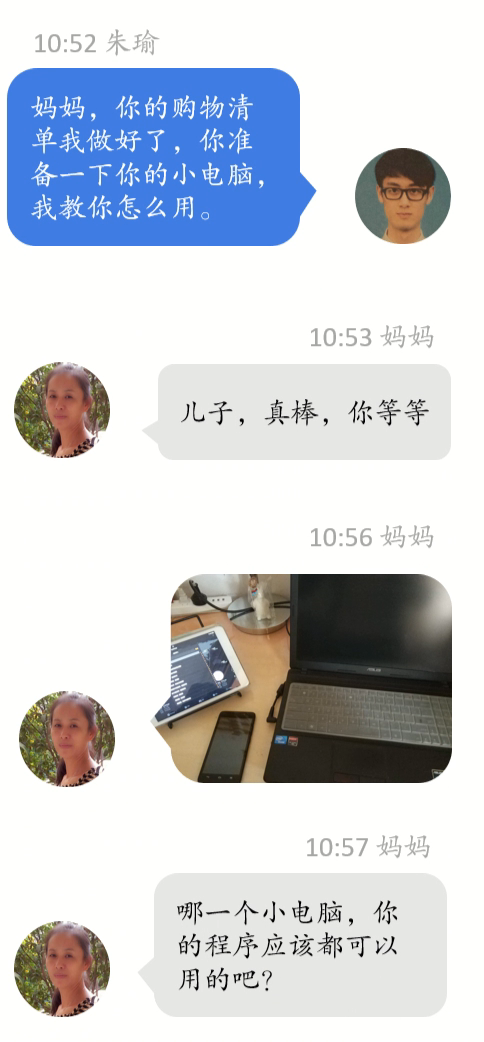 10:52 朱瑜
妈妈，你的购物清
单我做好了，你准
备一下你的小电脑，
我教你怎么用。
10:53 妈妈
儿子，真棒，你等等
10:56 妈妈
ASUS
10:57 妈妈
哪一个小电脑，你
的程序应该都可以
用的吧？